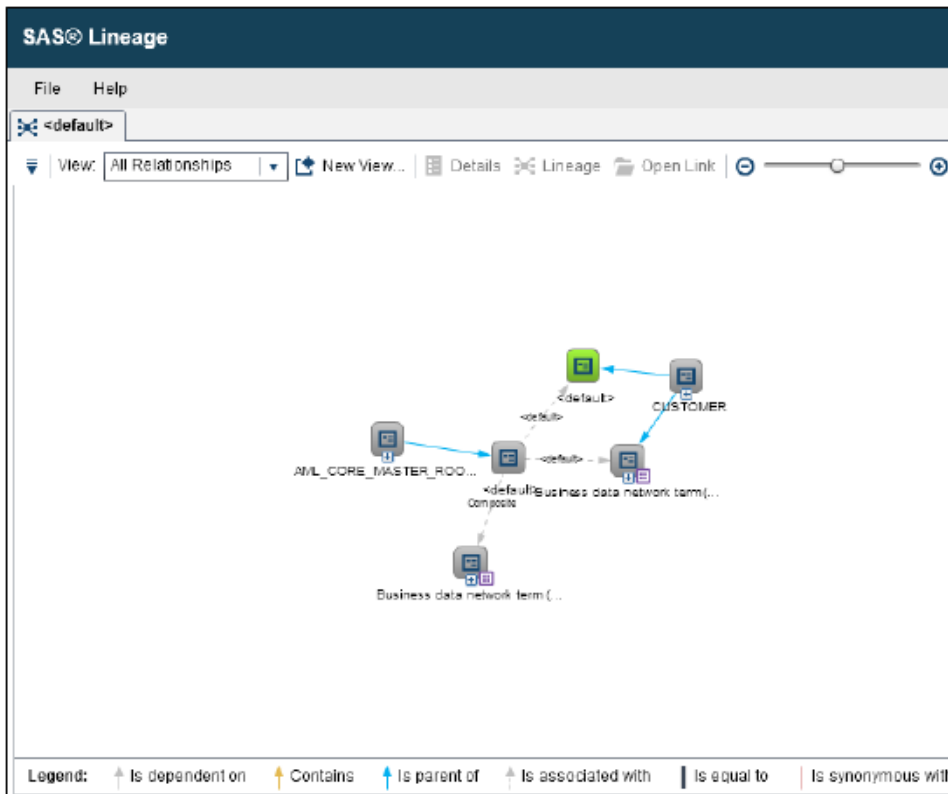 SAS® Lineage
File Help
<default>
View: All Relationships New View... Details Lineage Open Link
<default>
CUSTOMER
<default>
AML_CORE_MASTER_ROO...
<default>
<default>
Business data network term(...
Composite
Business data network term (...
Legend: Is dependent on Contains Is parent of Is associated with Is equal to Is synonymous with